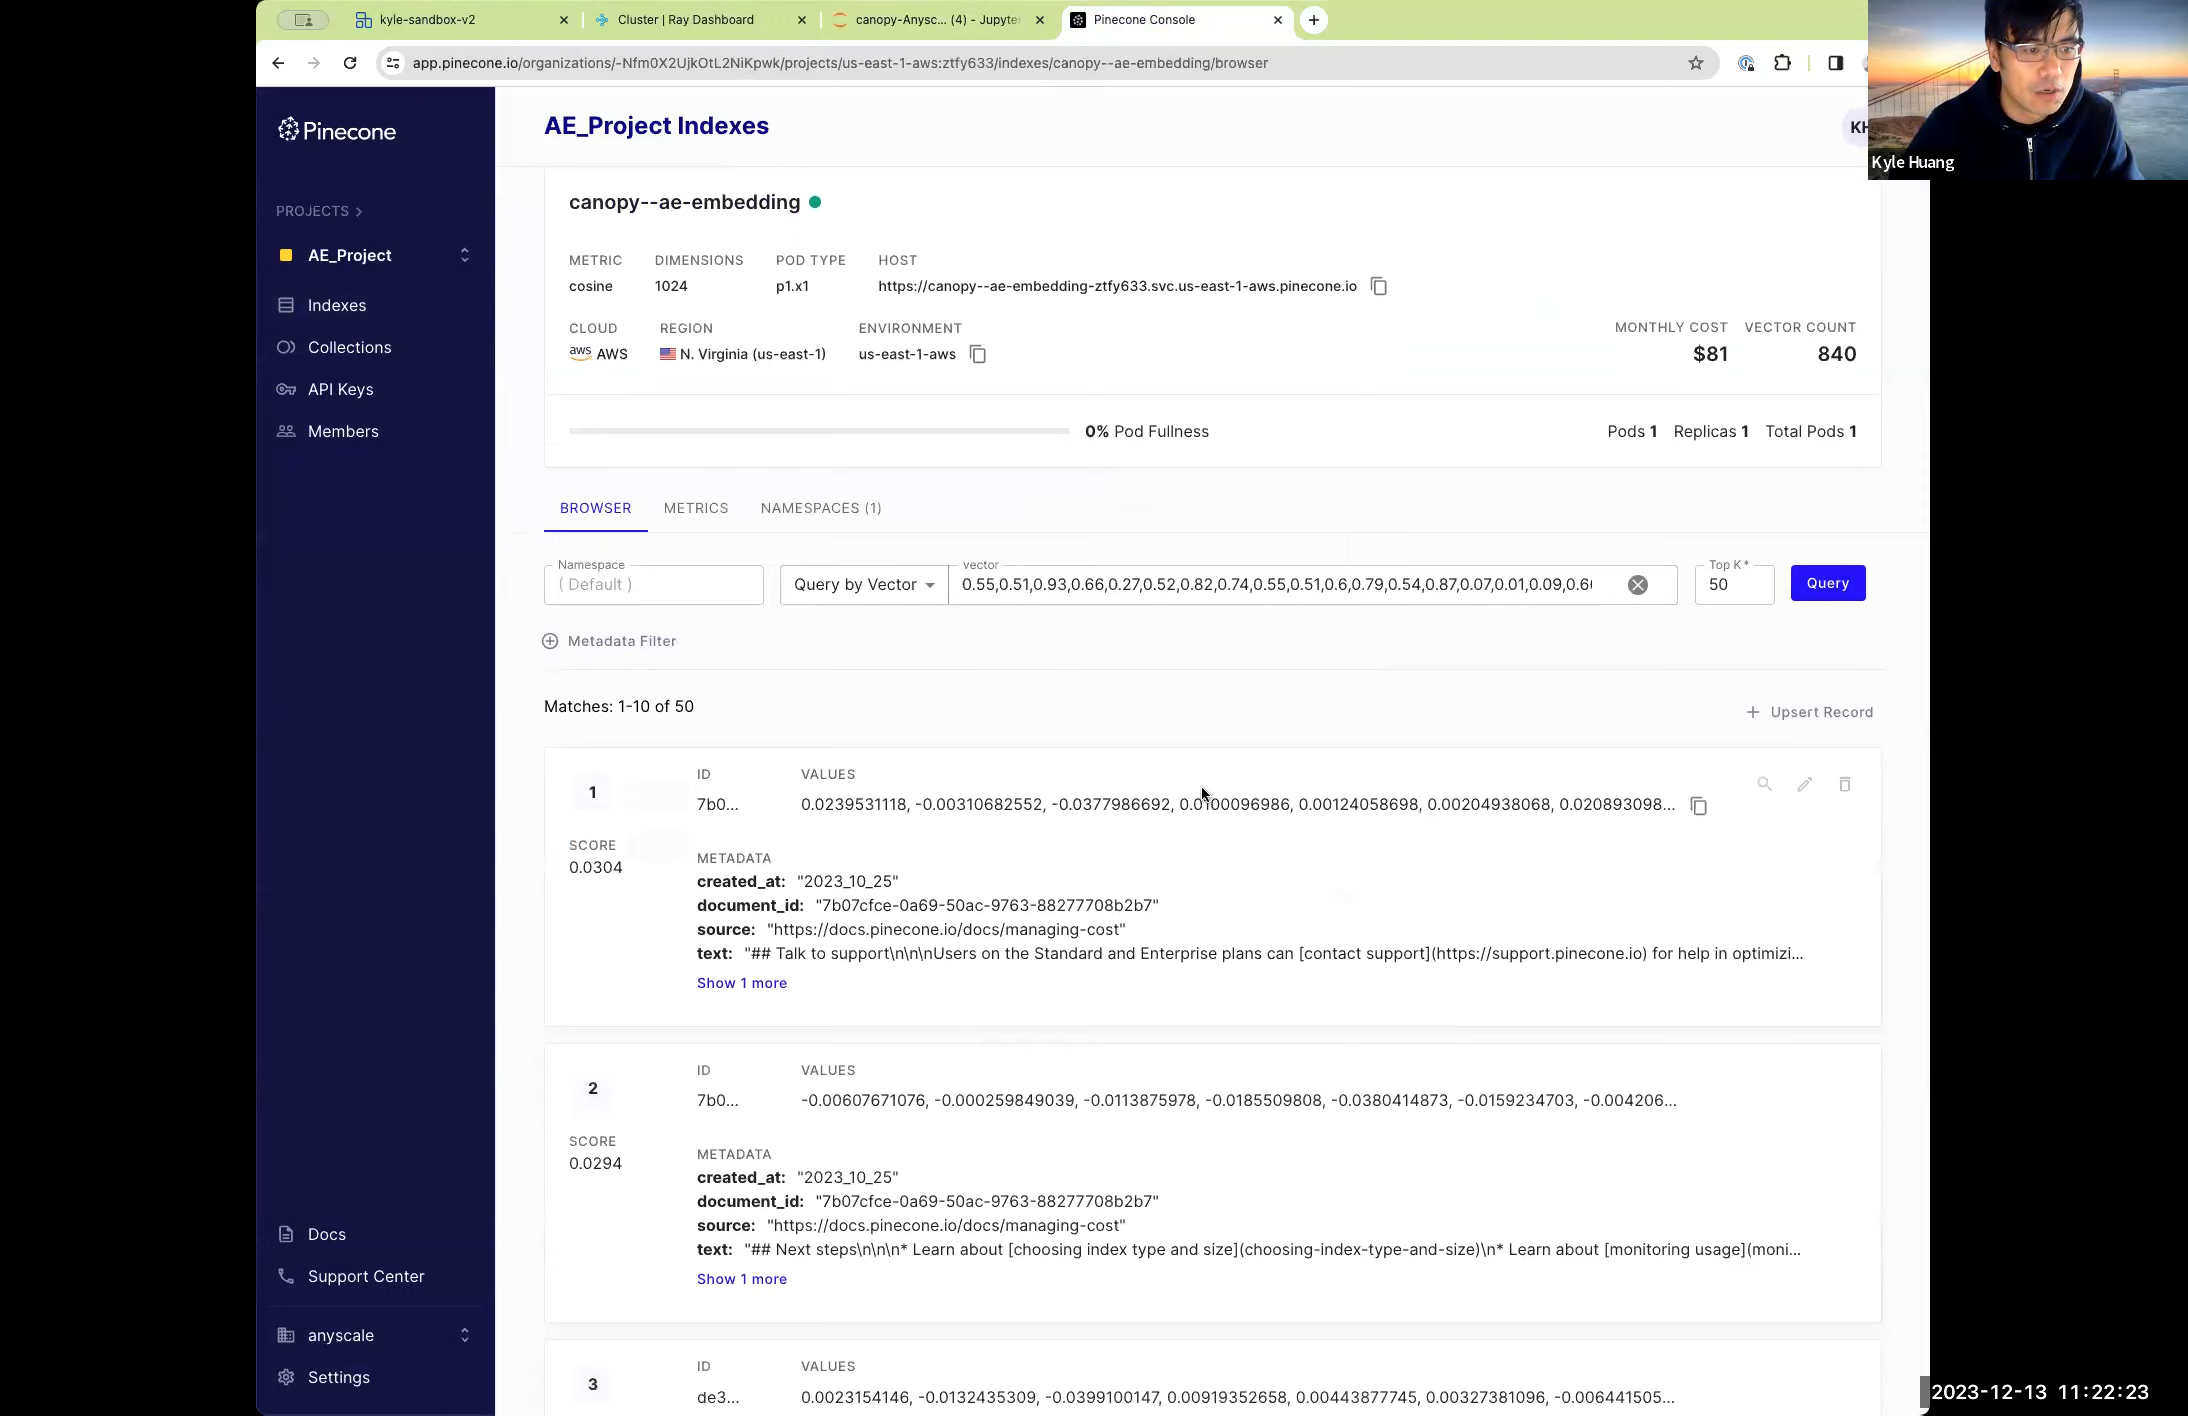 kyle-sandbox-v2
Cluster | Ray Dashboard
canopy-Anysc... (4) - Jupyte
Pinecone Console
app.pinecone.io/organizations/-Nfm0X2UjkOtL2NiKpwk/projects/us-east-1-aws:ztfy633/indexes/canopy--ae-embedding/browser
Kyle Huang
Pinecone
PROJECTS
AE_Project
Indexes
Collections
API Keys
Members
Docs
Support Center
anyscale
Settings
AE_Project Indexes
KH
canopy--ae-embedding
METRIC DIMENSIONS POD TYPE HOST
cosine 1024 p1.x1 https://canopy--ae-embedding-ztfy633.svc.us-east-1-aws.pinecone.io
CLOUD REGION ENVIRONMENT MONTHLY COST VECTOR COUNT
aws AWS N. Virginia (us-east-1) us-east-1-aws $81 840
0% Pod Fullness Pods 1 Replicas 1 Total Pods 1
BROWSER METRICS NAMESPACES (1)
Namespace vector Top K *
( Default ) Query by Vector 0.55,0.51,0.93,0.66,0.27,0.52,0.82,0.74,0.55,0.51,0.6,0.79,0.54,0.87,0.07,0.01,0.09,0.6 50 Query
Metadata Filter
Matches: 1-10 of 50
Upsert Record
ID VALUES
1 7b0... 0.0239531118, -0.00310682552, -0.0377986692, 0.0100096986, 0.00124058698, 0.00204938068, 0.020893098...
SCORE
0.0304
METADATA
created_at: "2023_10_25"
document_id: "7b07cfce-0a69-50ac-9763-88277708b2b7"
source: "https://docs.pinecone.io/docs/managing-cost"
text: "## Talk to support\n\n\nUsers on the Standard and Enterprise plans can [contact support](https://support.pinecone.io) for help in optimizi...
Show 1 more
ID VALUES
2 7b0... -0.00607671076, -0.000259849039, -0.0113875978, -0.0185509808, -0.0380414873, -0.0159234703, -0.004206...
SCORE
0.0294
METADATA
created_at: "2023_10_25"
document_id: "7b07cfce-0a69-50ac-9763-88277708b2b7"
source: "https://docs.pinecone.io/docs/managing-cost"
text: "## Next steps\n\n\n* Learn about [choosing index type and size](choosing-index-type-and-size)\n* Learn about [monitoring usage](moni...
Show 1 more
ID VALUES
3 de3... 0.0023154146, -0.0132435309, -0.0399100147, 0.00919352658, 0.00443877745, 0.00327381096, -0.006441505...
2023-12-13 11:22:23